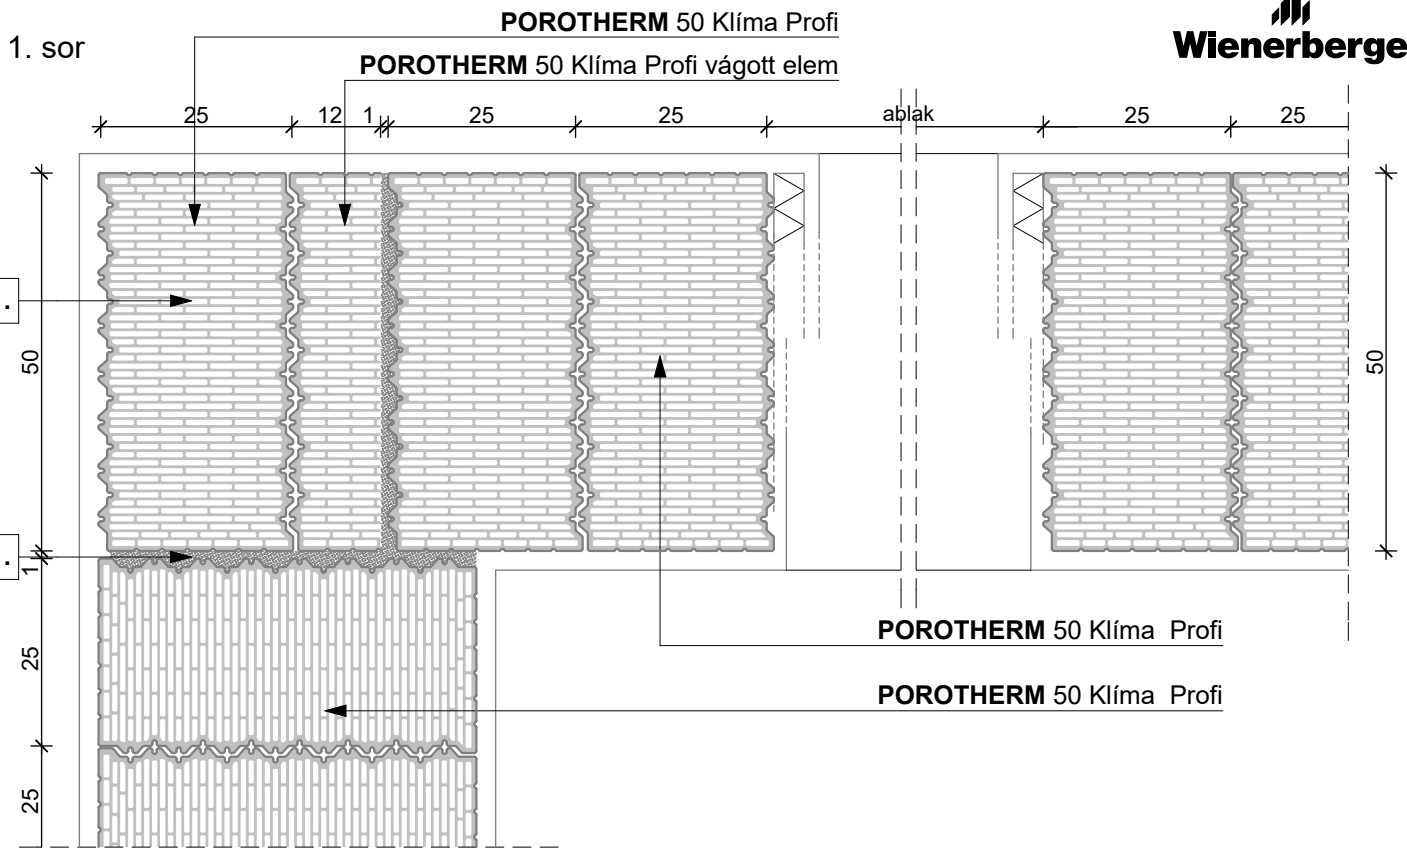 POROTHERM 50 Klíma Profi
1. sor
Wienerberge
POROTHERM 50 Klíma Profi vágott elem
25 12 1 25 25 ablak 25 25
.
50
50
.
1
25
POROTHERM 50 Klíma Profi
POROTHERM 50 Klíma Profi
25